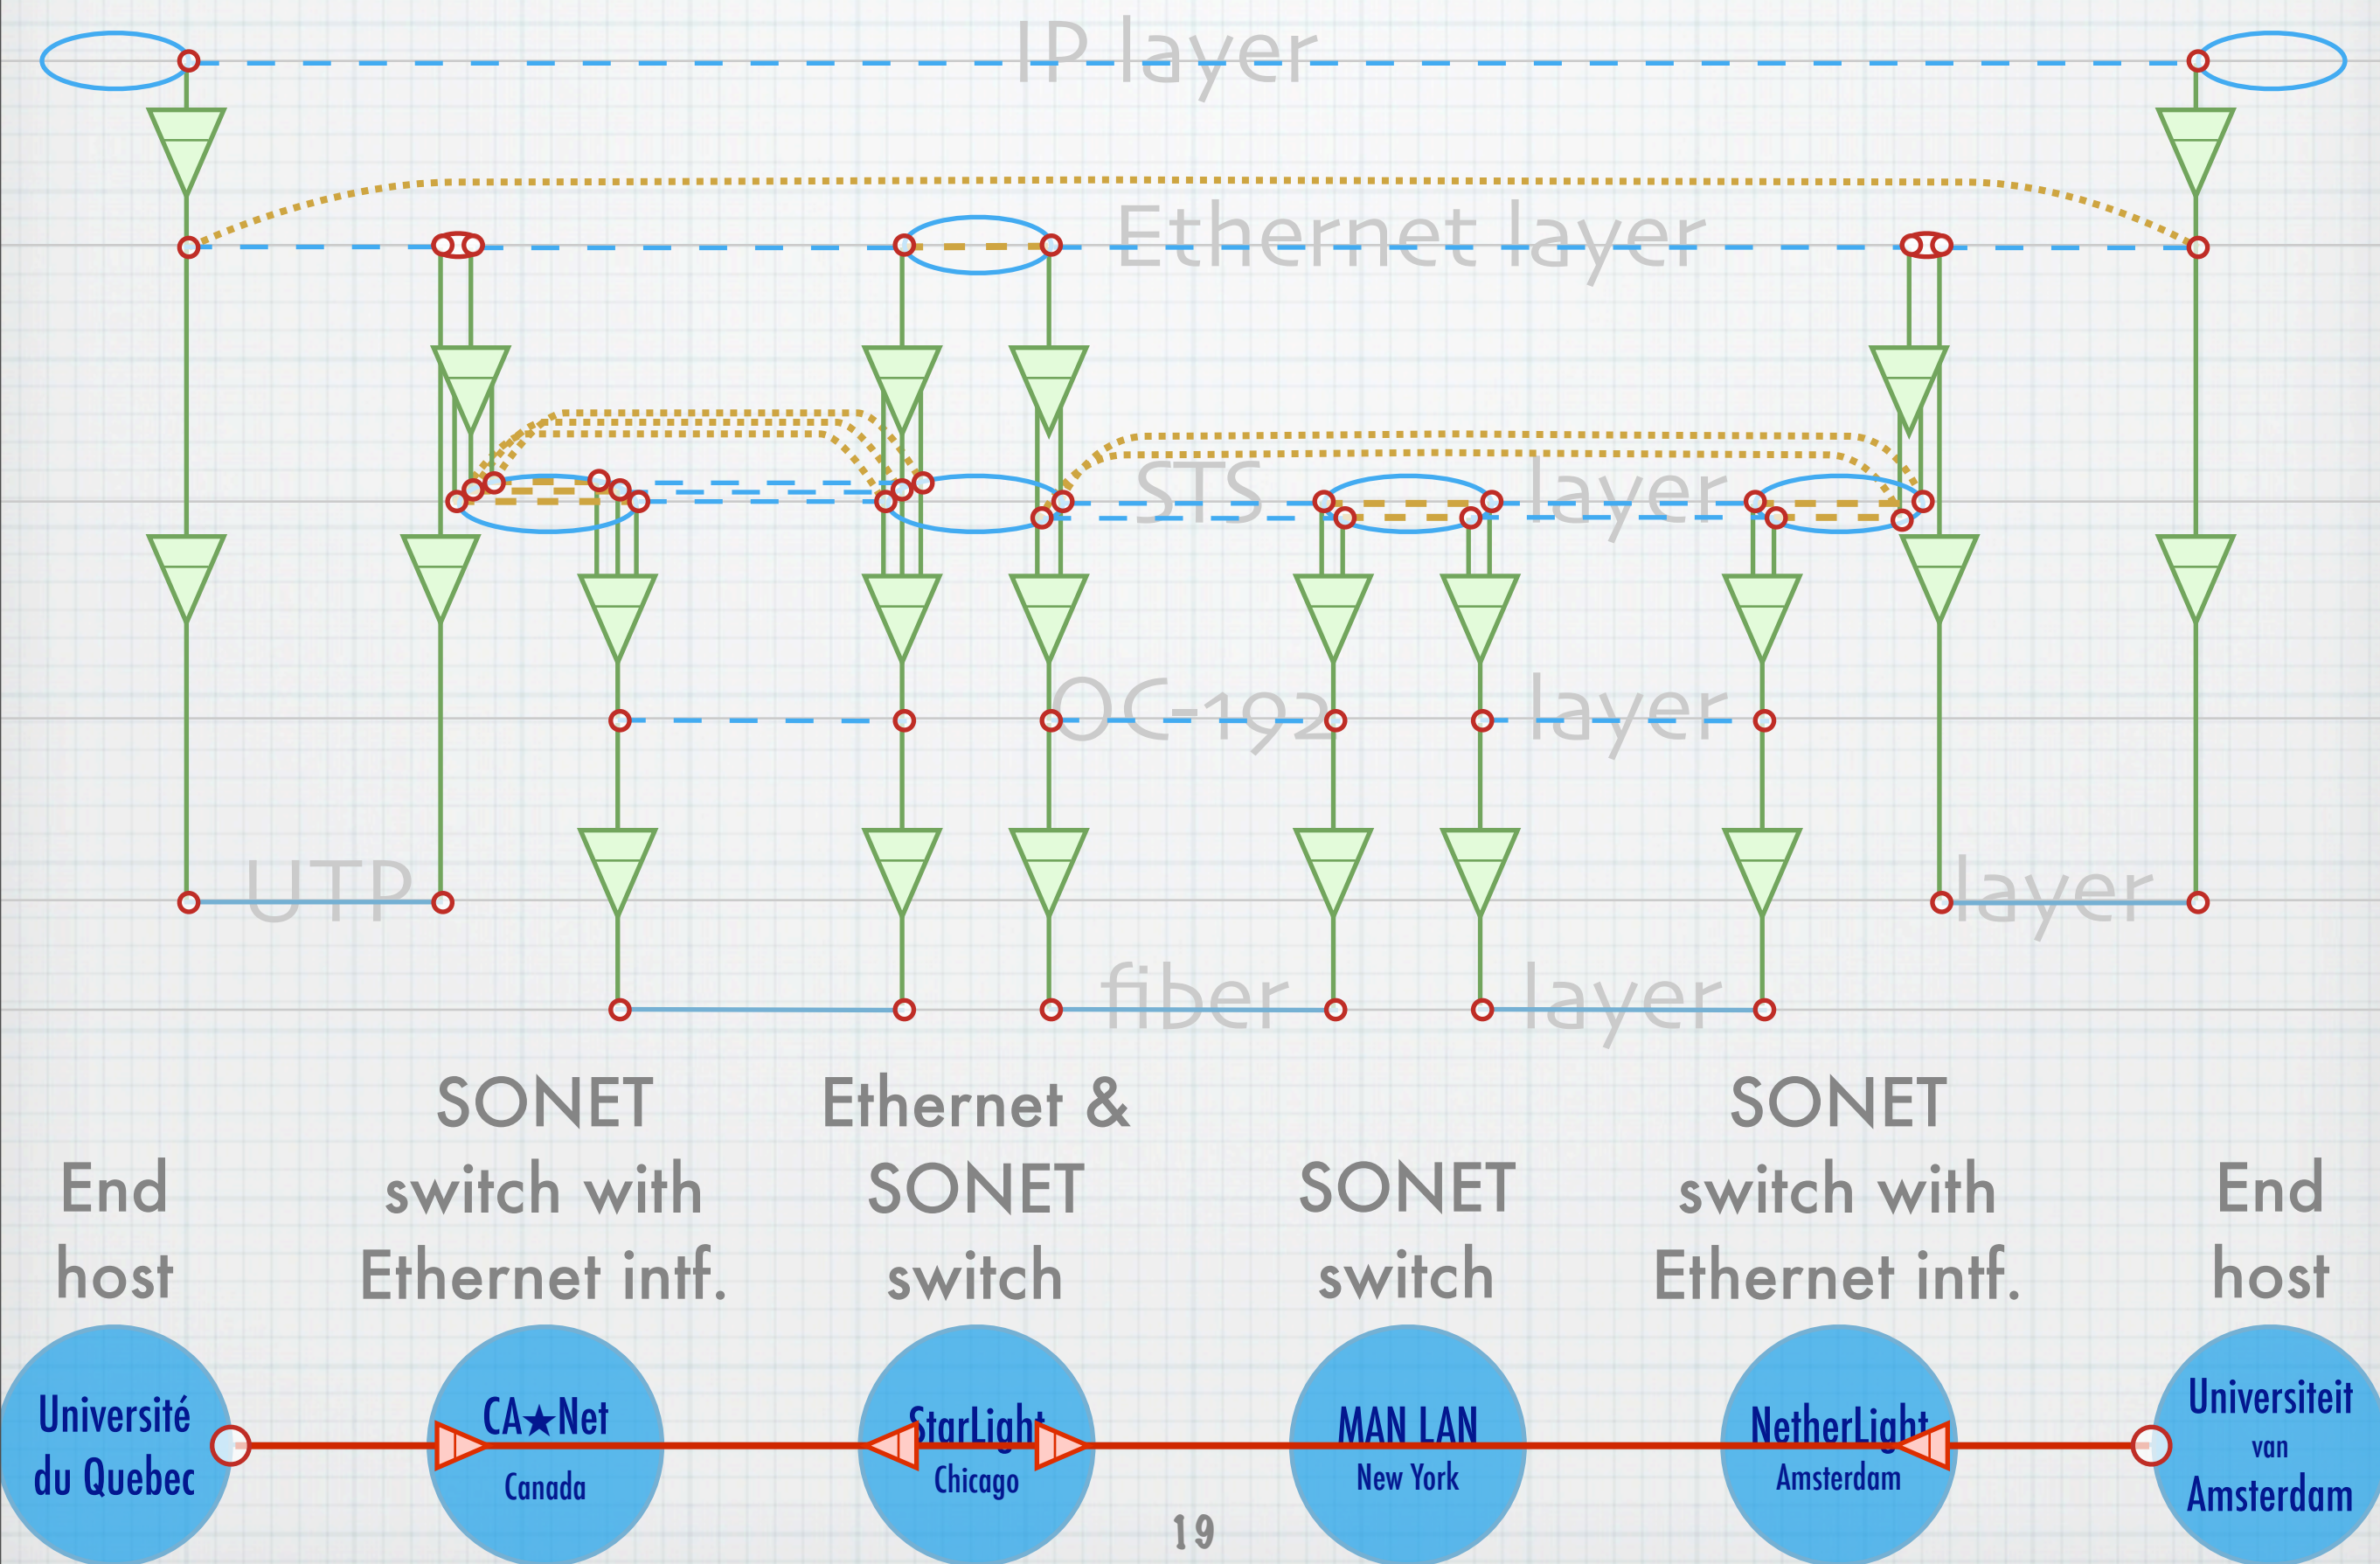 IP layer
Ethernet layer
STS layer
OC-192 layer
UTP layer
fiber layer
End
host
SONET
switch with
Ethernet intf.
Ethernet &
SONET
switch
SONET
switch
SONET
switch with
Ethernet intf.
End
host
Université
du Quebec
CA★Net
Canada
StarLight
Chicago
MAN LAN
New York
NetherLight
Amsterdam
Universiteit
van
Amsterdam
19